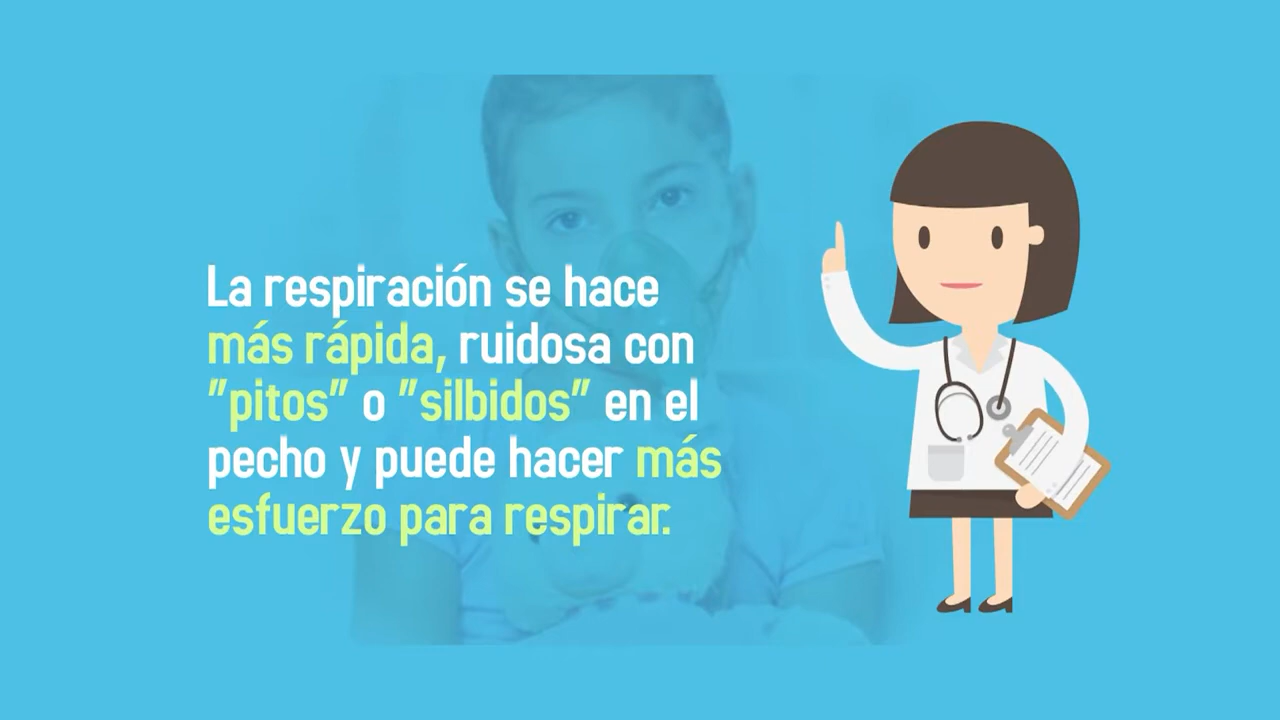 La respiración se hace
más rápida, ruidosa con
"pitos" o "silbidos" en el
pecho y puede hacer más
esfuerzo para respirar.